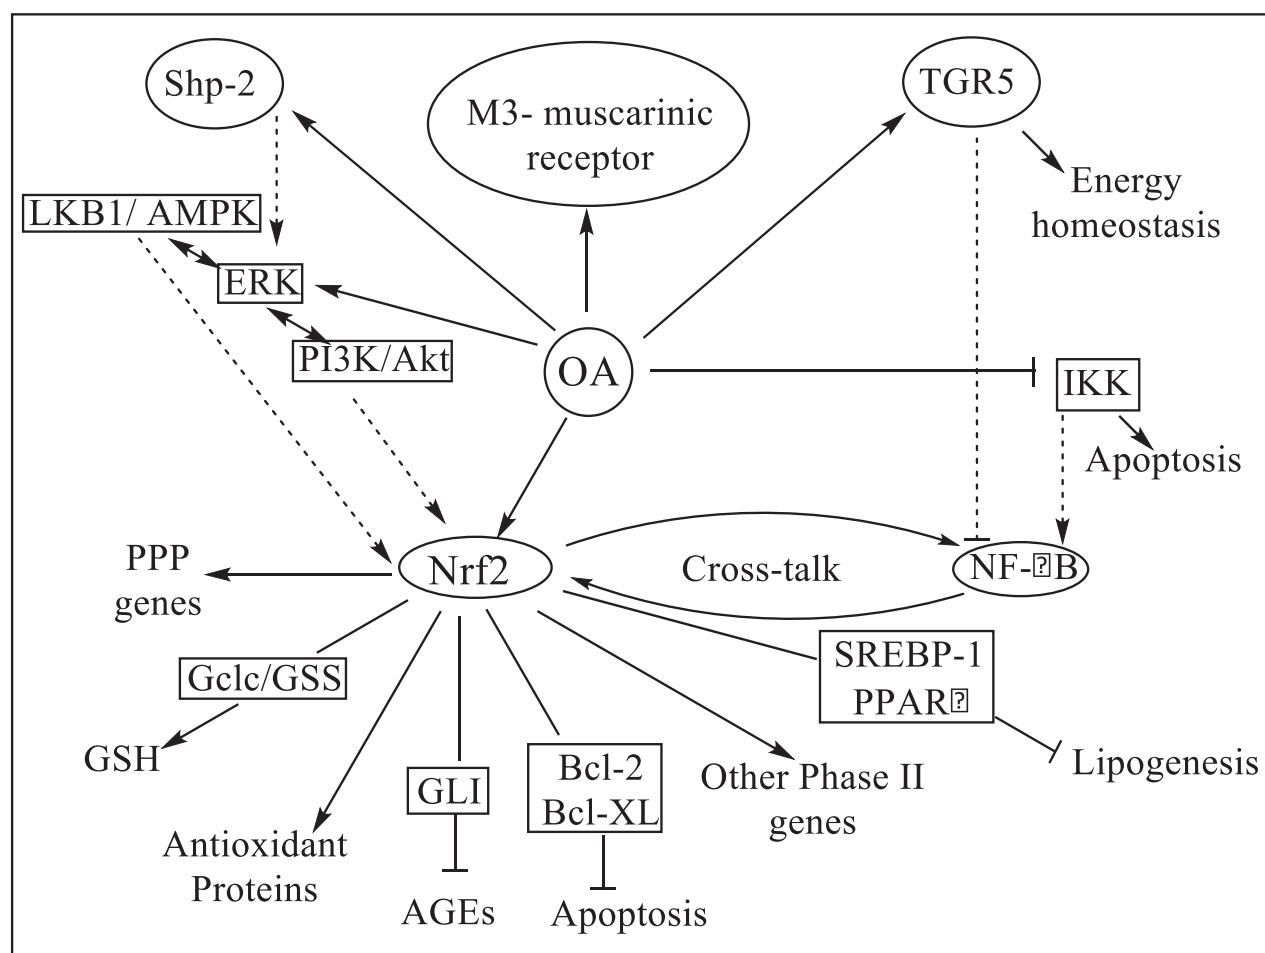 Shp-2
M3- muscarinic
receptor
TGR5
Energy
homeostasis
LKB1/ AMPK
ERK
PI3K/Akt
OA
IKK
Apoptosis
PPP
genes
Nrf2
Cross-talk
NF-⍰B
SREBP-1
PPAR⍰
Gclc/GSS
GSH
GLI
Bcl-2
Bcl-XL
Other Phase II
genes
Lipogenesis
Antioxidant
Proteins
AGEs
Apoptosis